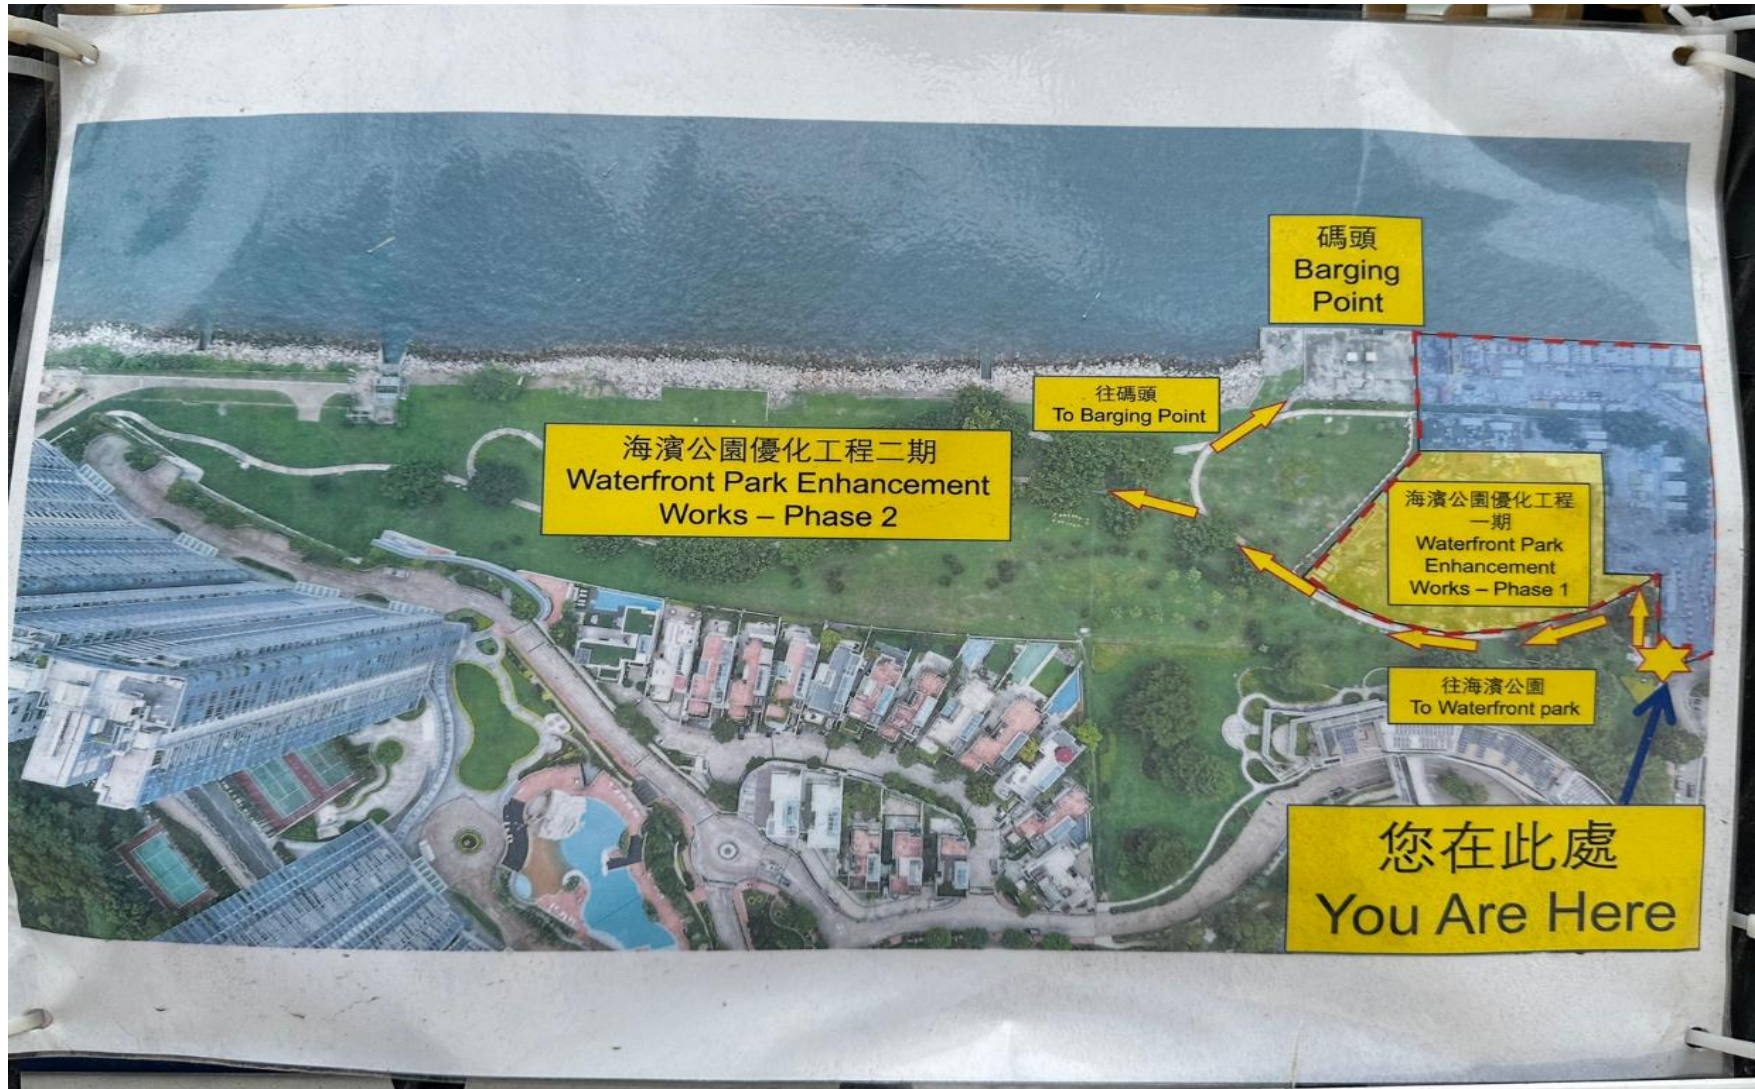 碼頭
Barging
Point
往碼頭
To Barging Point
海濱公園優化工程二期
Waterfront Park Enhancement
Works – Phase 2
海濱公園優化工程
一期
Waterfront Park
Enhancement
Works – Phase 1
往海濱公園
To Waterfront park
您在此處
You Are Here